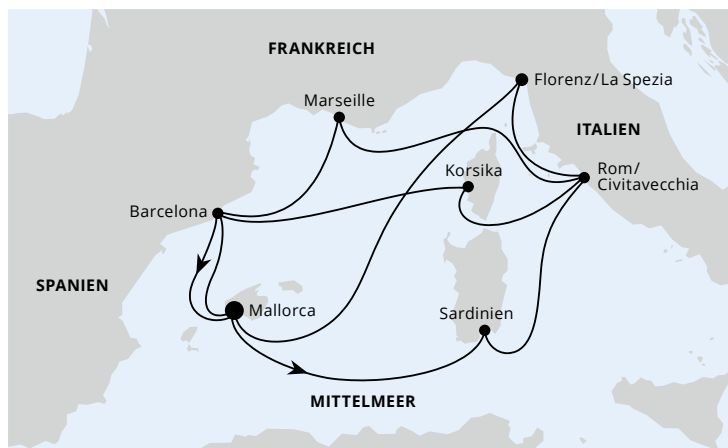 FRANKREICH
Florenz/La Spezia
Marseille
ITALIEN
Korsika
Rom/
Civitavecchia
Barcelona
SPANIEN
Mallorca
Sardinien
MITTELMEER